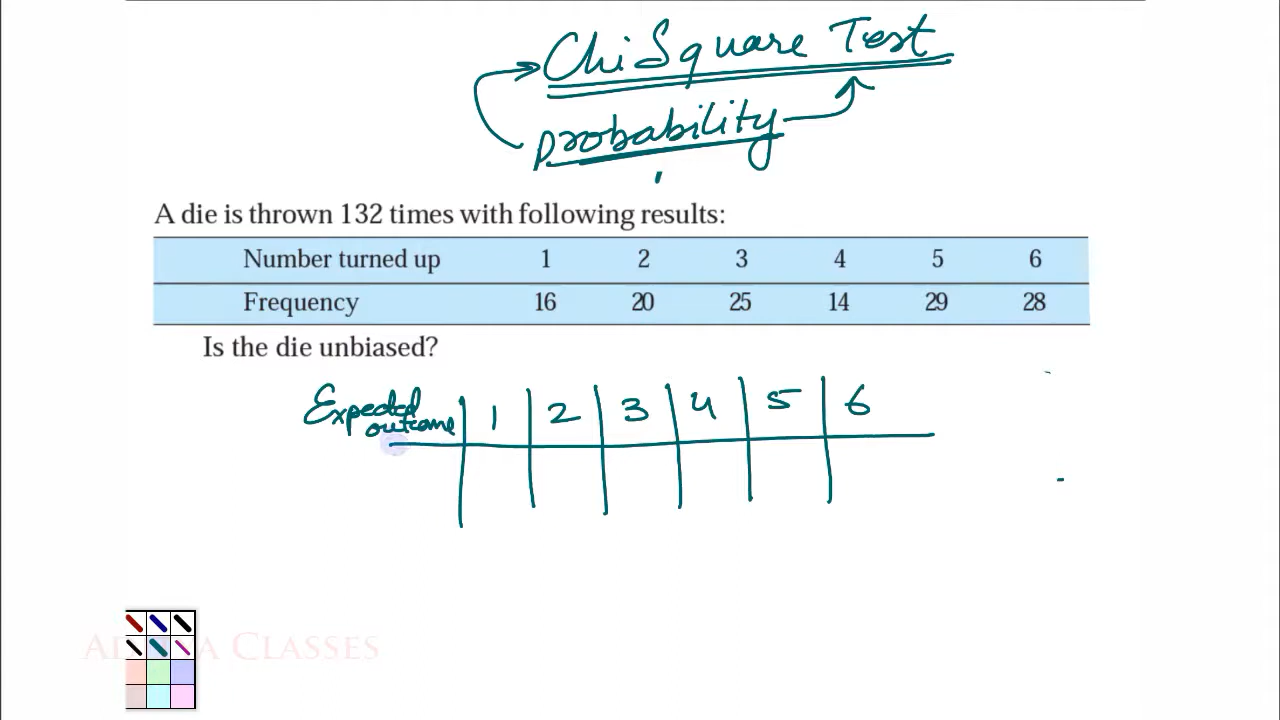 Chi Square Test
probability
A die is thrown 132 times with following results:
Number turned up 1 2 3 4 5 6
Frequency 16 20 25 14 29 28
Is the die unbiased?
Expected outcome 1 2 3 4 5 6
CLASSES